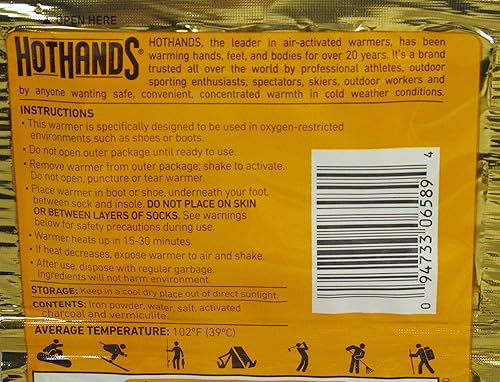 OPEN HERE
HOTHANDS®
HOTHANDS, the leader in air-activated warmers, has been
warming hands, feet, and bodies for over 20 years. It's a brand
trusted all over the world by professional athletes, outdoor
sporting enthusiasts, spectators, skiers, outdoor workers and
by anyone wanting safe, convenient, concentrated warmth in cold weather conditions.
INSTRUCTIONS
• This warmer is specifically designed to be used in oxygen-restricted
environments such as shoes or boots.
• Do not open outer package until ready to use.
• Remove warmer from outer package; shake to activate.
Do not open, puncture or tear warmer.
• Place warmer in boot or shoe, underneath your foot,
between sock and insole. DO NOT PLACE ON SKIN
OR BETWEEN LAYERS OF SOCKS. See warnings
below for safety precautions during use.
• Warmer heats up in 15-30 minutes.
• If heat decreases, expose warmer to air and shake.
• After use, dispose with regular garbage.
Ingredients will not harm environment.
STORAGE: Keep in a cool dry place out of direct sunlight.
CONTENTS: Iron powder, water, salt, activated
charcoal and vermiculite.
AVERAGE TEMPERATURE: 102ºF (39ºC)
0 94733 06589 4